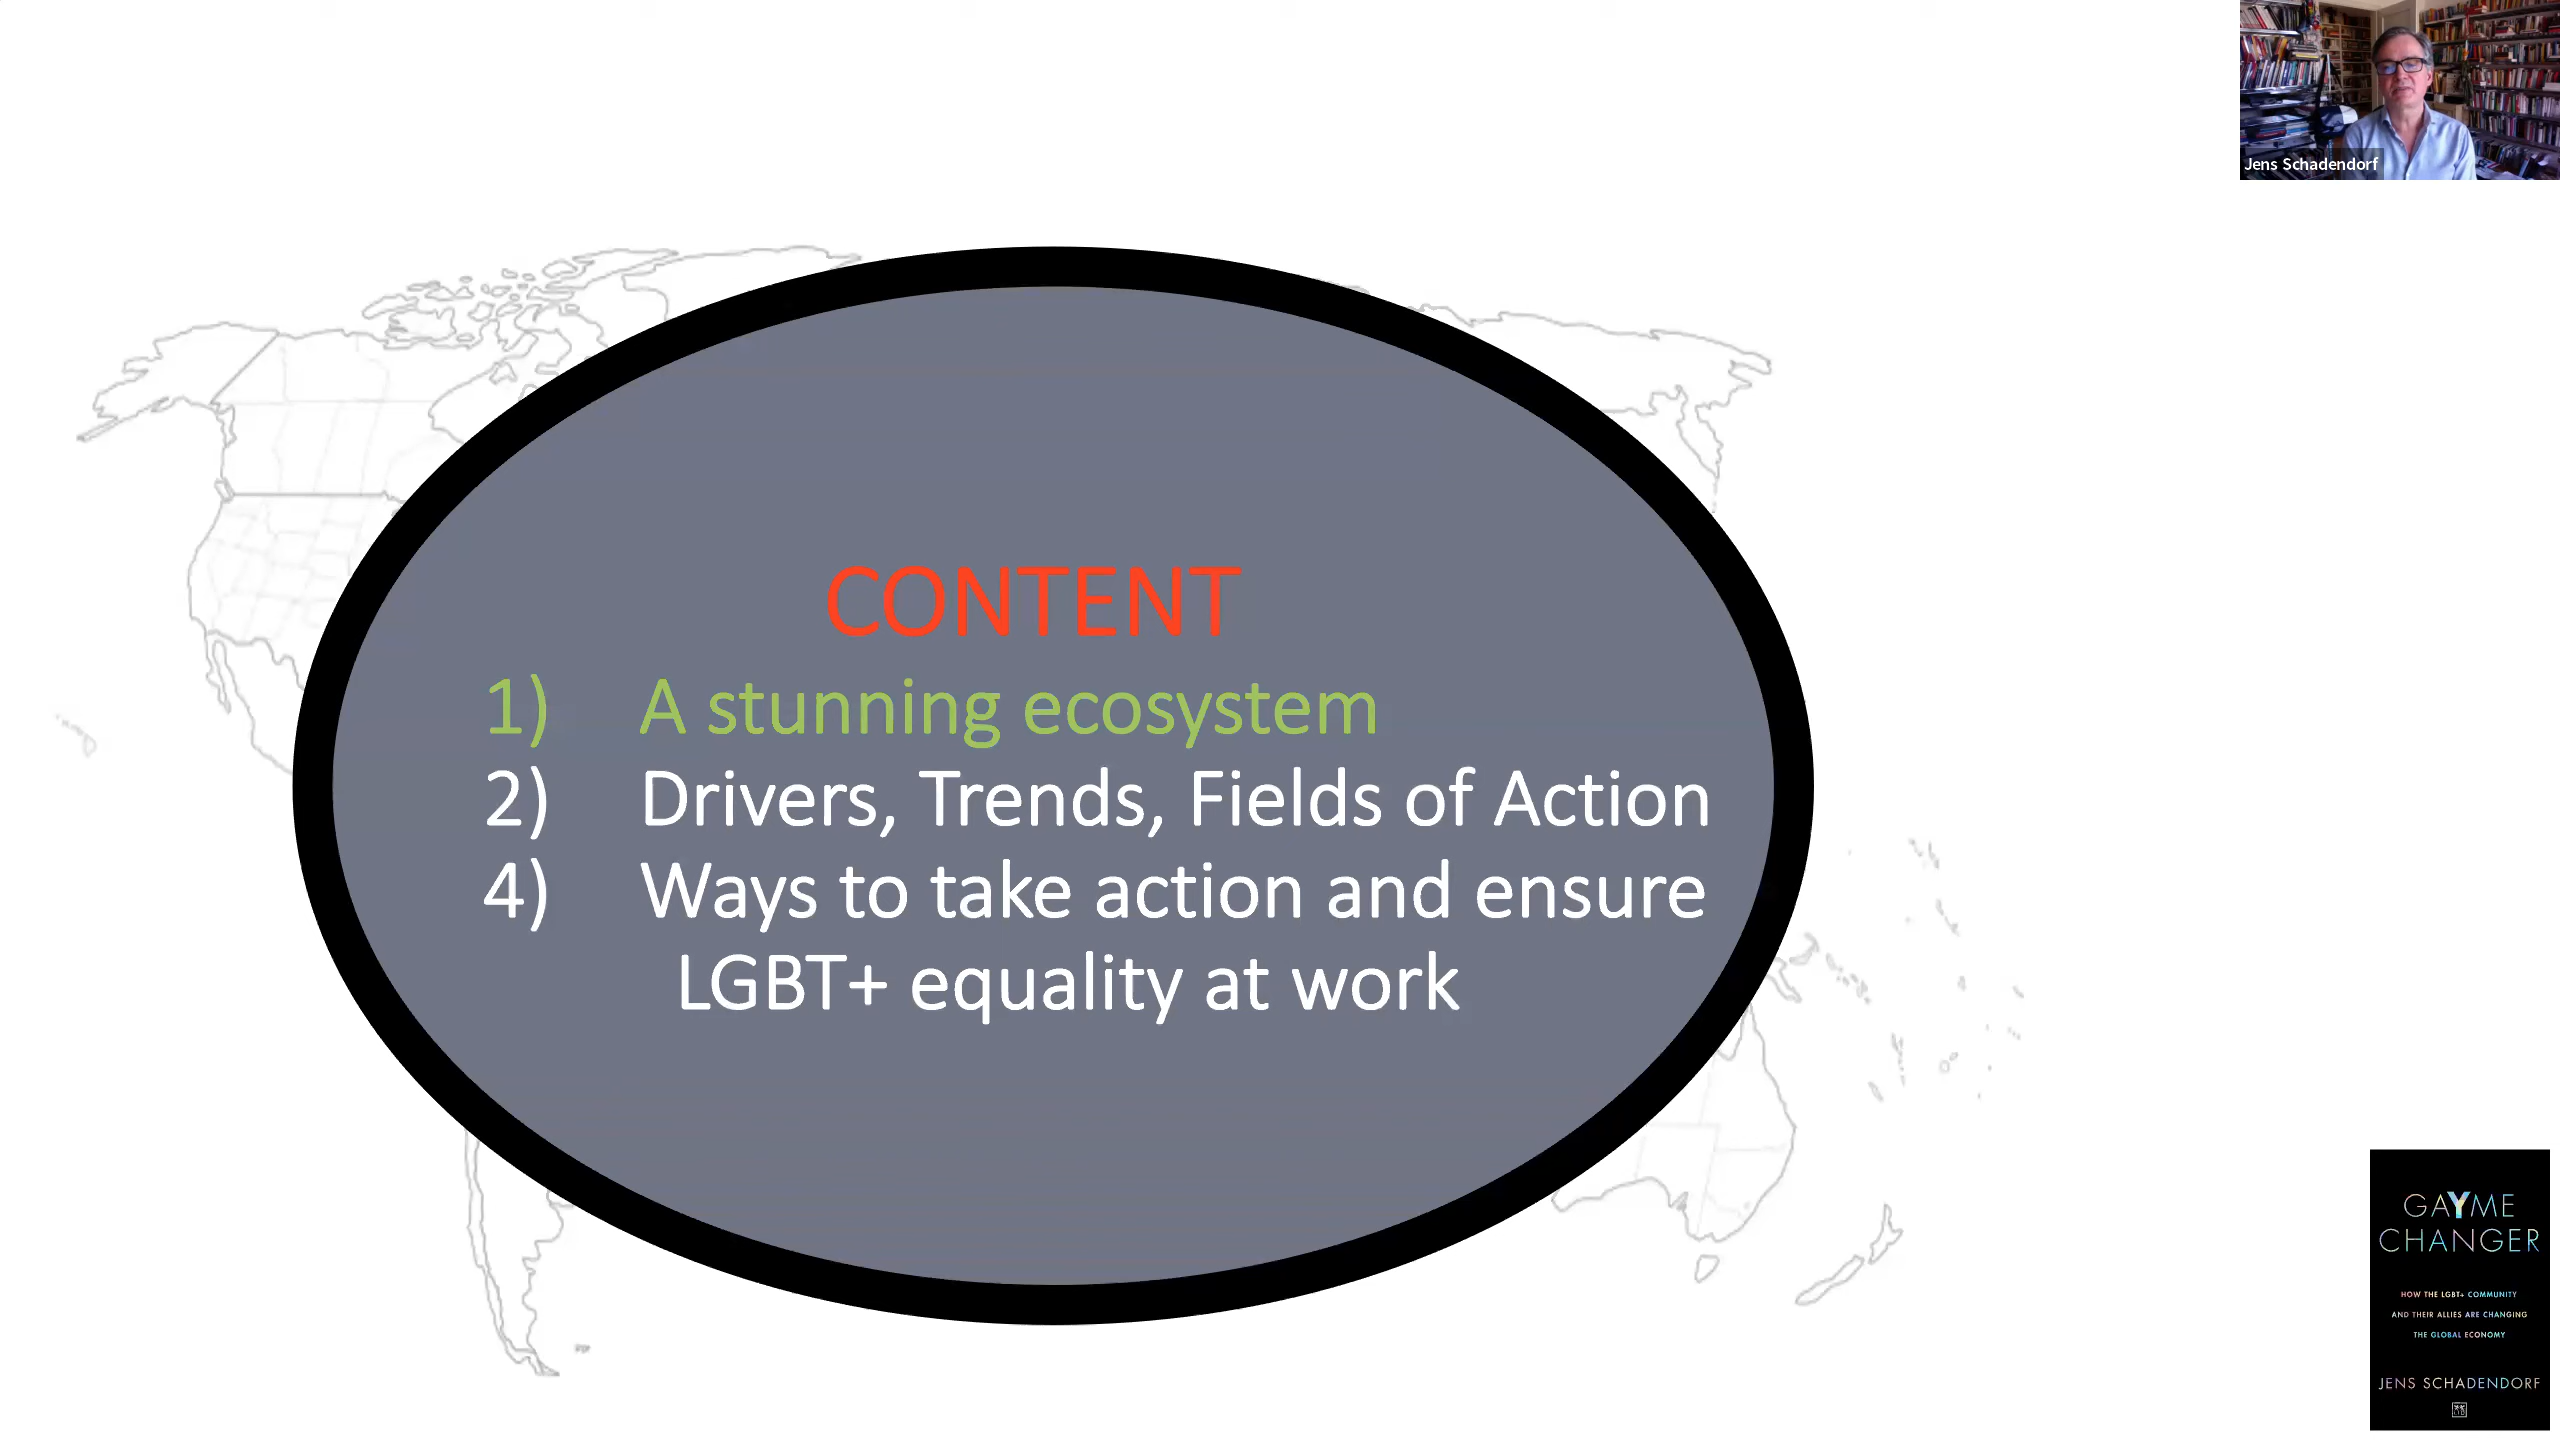 Jens Schadendorf
CONTENT
1) A stunning ecosystem
2) Drivers, Trends, Fields of Action
4) Ways to take action and ensure
LGBT+ equality at work
GAYME
CHANGER
HOW THE LGBT+ COMMUNITY
AND THEIR ALLIES ARE CHANGING
THE GLOBAL ECONOMY
JENS SCHADENDORF